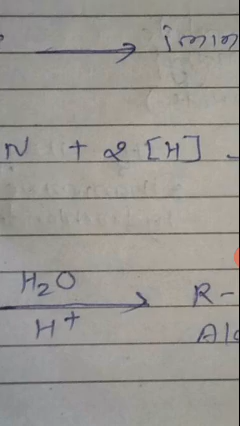 ⟶ imin
N + 2 [H]
H₂O
⟶ R-
H⁺
Al